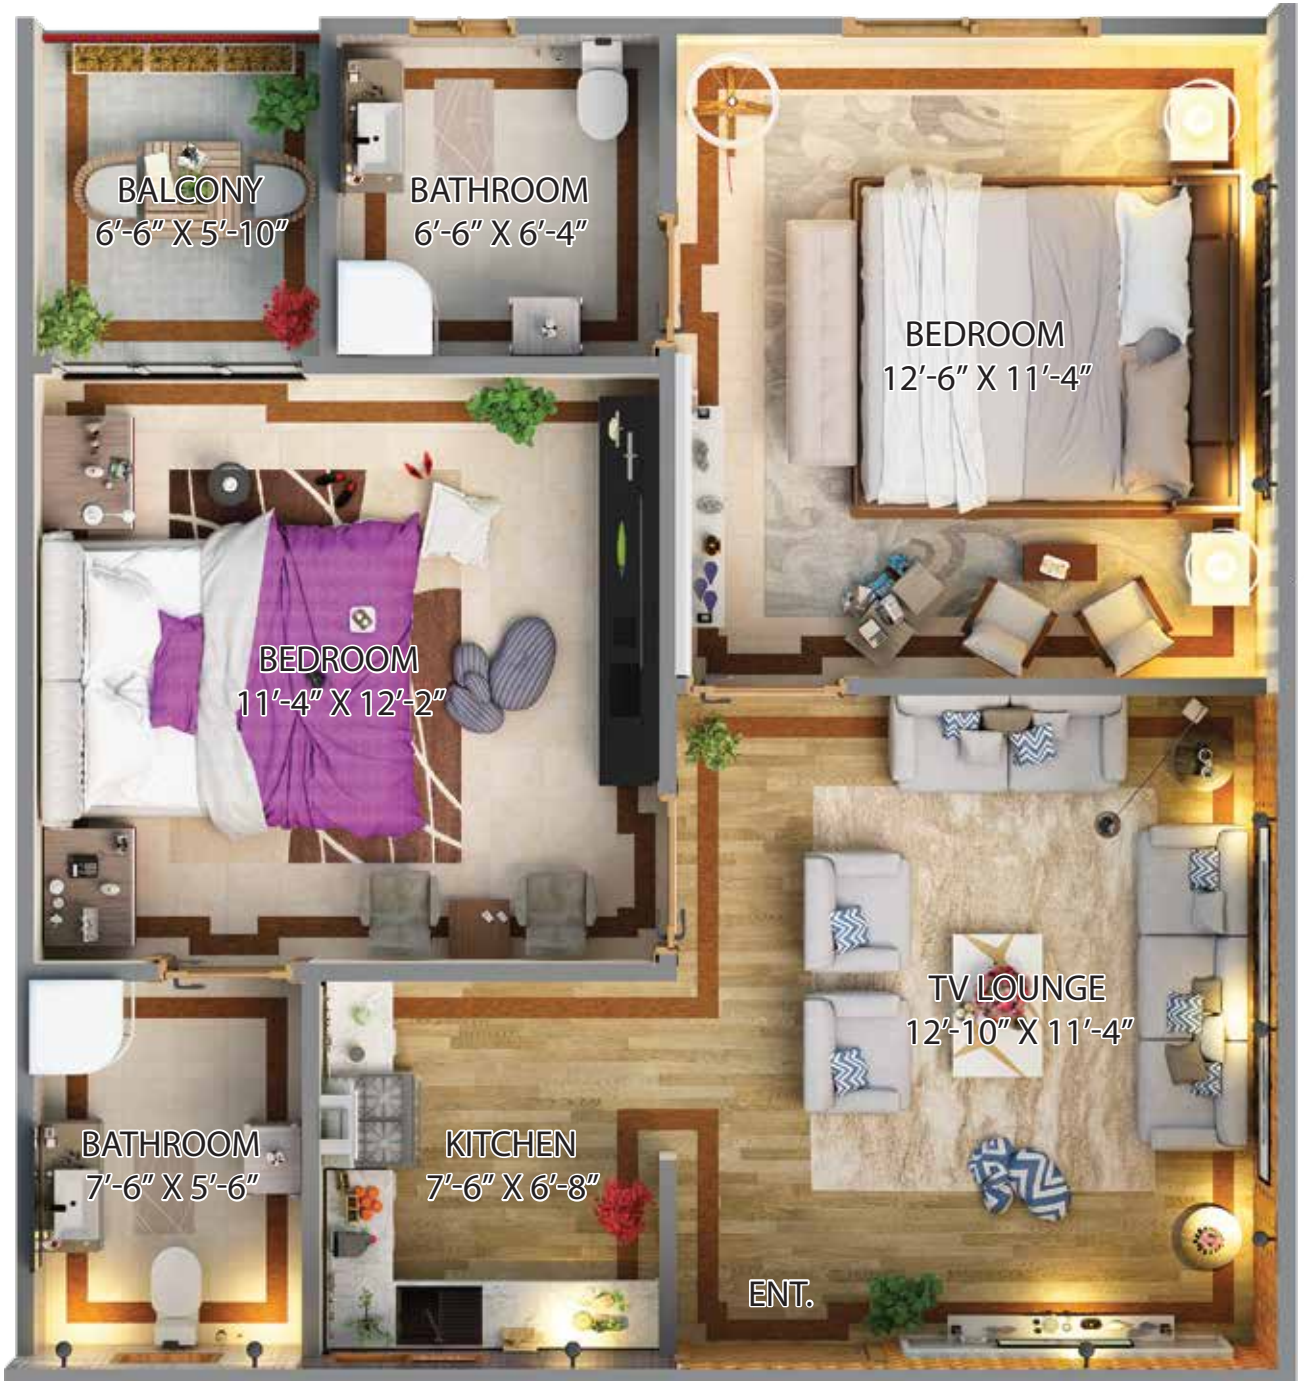 BALCONY
6'-6" X 5'-10"
BATHROOM
6'-6" X 6'-4"
BEDROOM
12'-6" X 11'-4"
BEDROOM
11'-4" X 12'-2"
TV LOUNGE
12'-10" X 11'-4"
BATHROOM
7'-6" X 5'-6"
KITCHEN
7'-6" X 6'-8"
ENT.